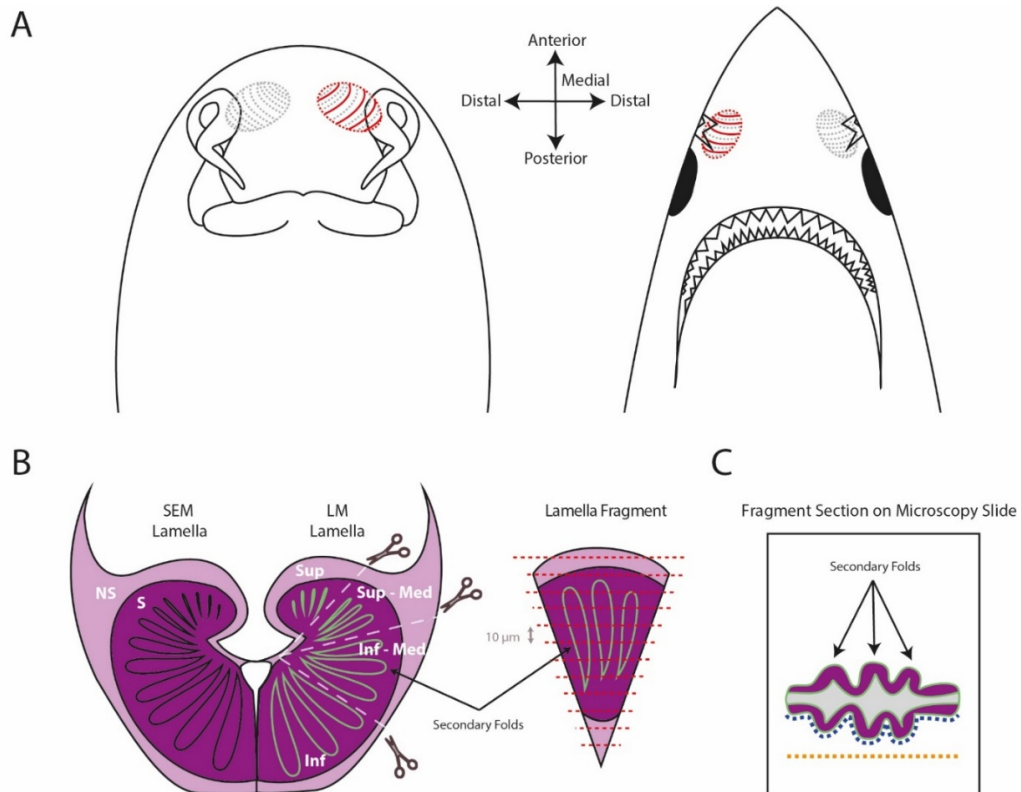 A
Anterior
Medial
Distal
Distal
Posterior
B
SEM
Lamella
LM
Lamella
NS
S
Sup
Sup - Med
Inf - Med
Inf
Secondary Folds
Lamella Fragment
10 µm
C
Fragment Section on Microscopy Slide
Secondary Folds